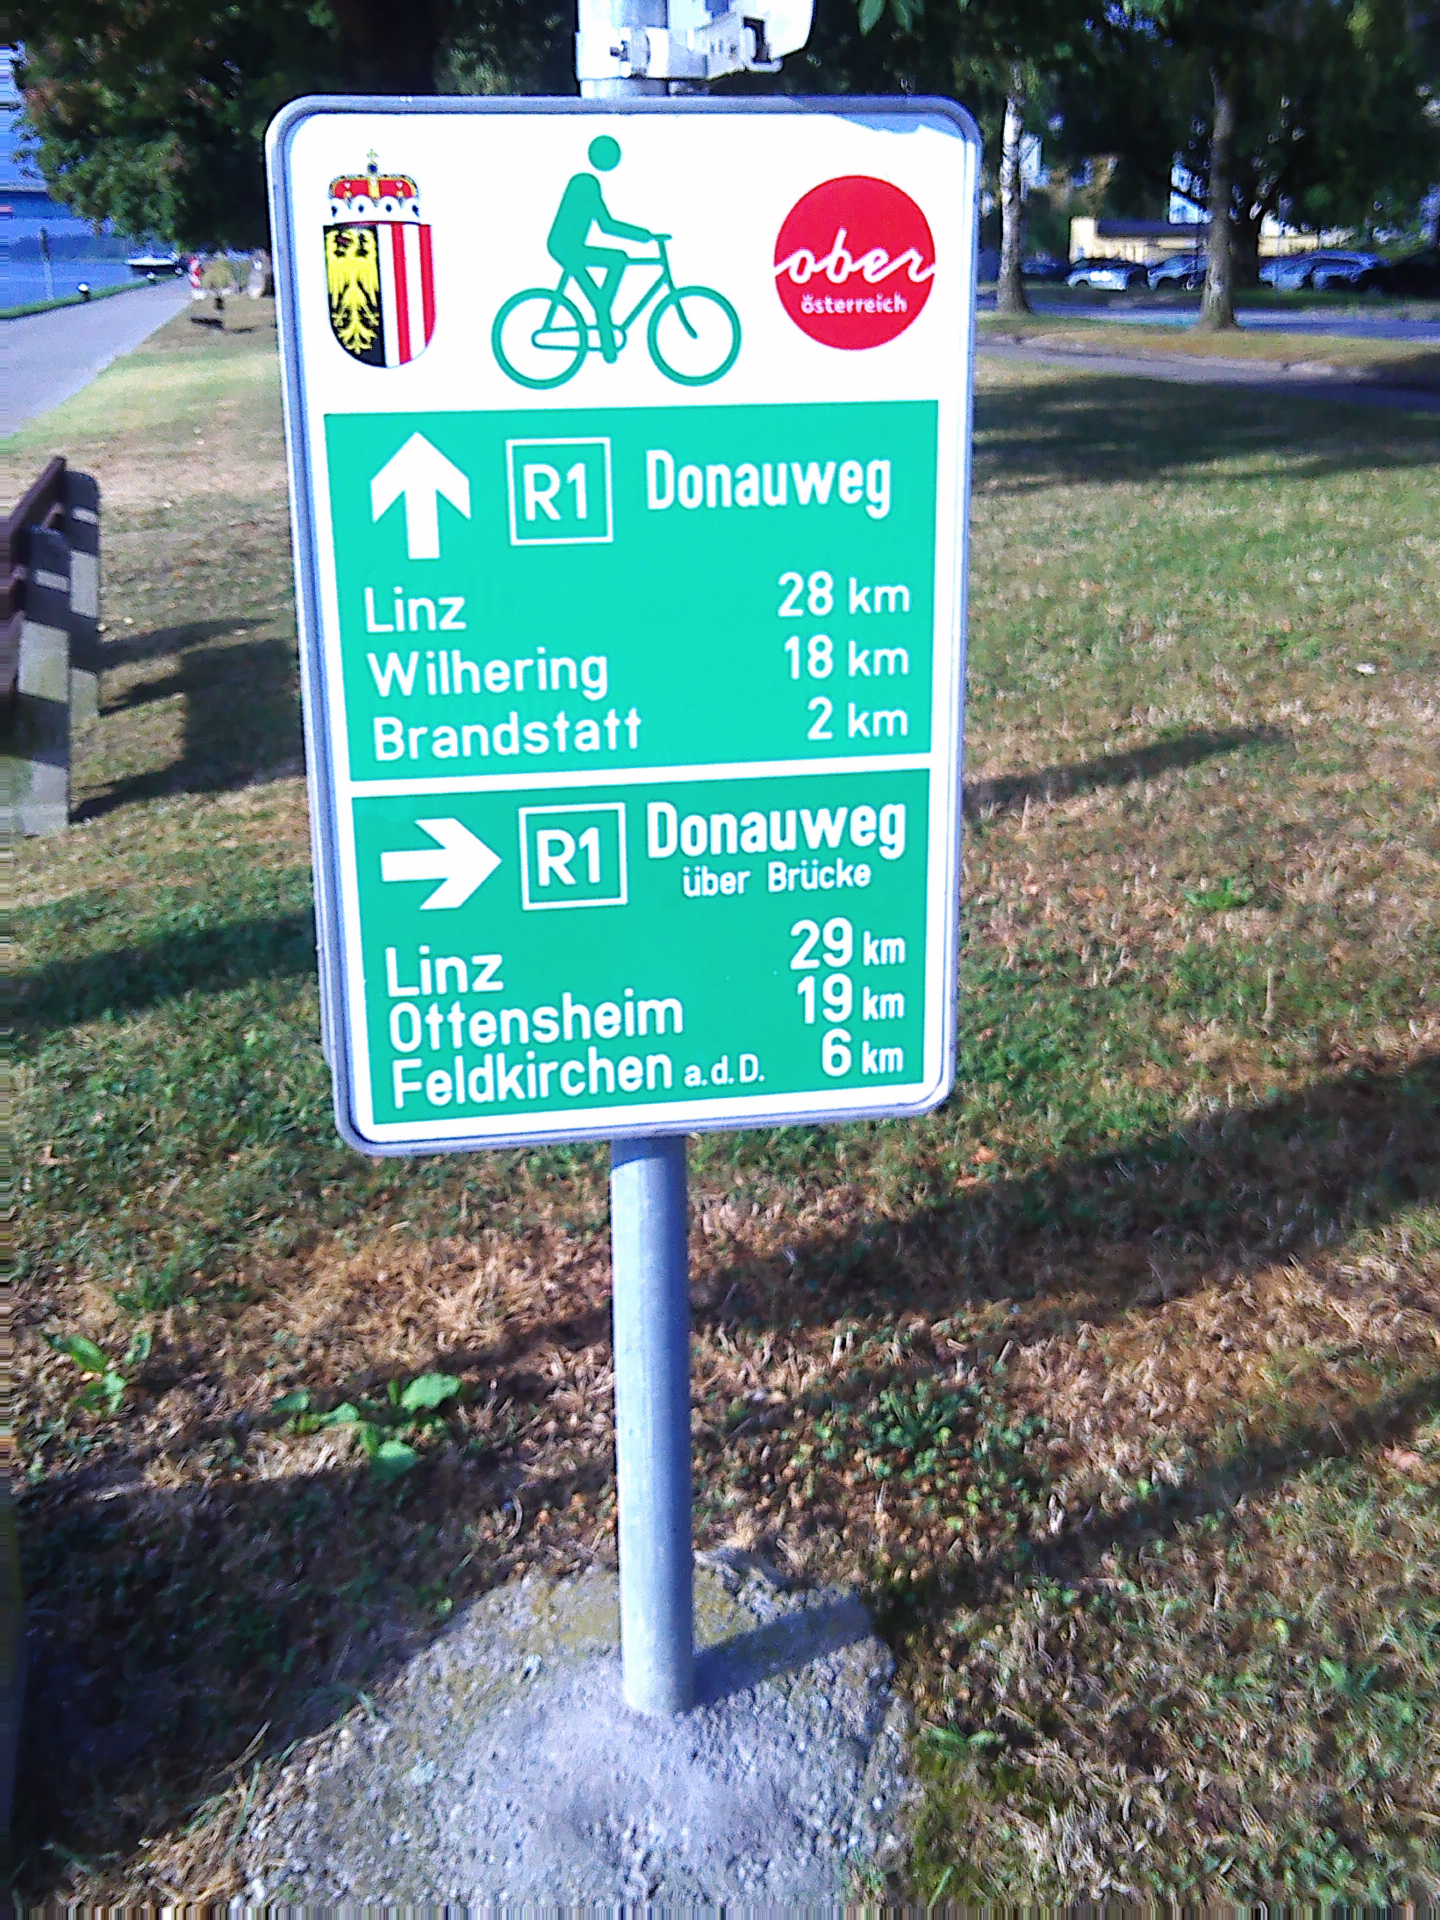 ober
österreich
R1 Donauweg
Linz 28 km
Wilhering 18 km
Brandstatt 2 km
R1 Donauweg
über Brücke
Linz 29 km
Ottensheim 19 km
Feldkirchen a.d.D. 6 km